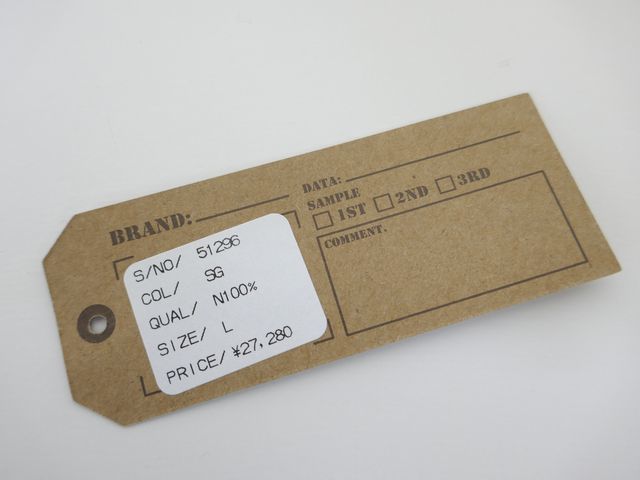 BRAND:
DATA:
SAMPLE
1ST 2ND 3RD
COMMENT.
S/NO/ 51296
COL/ SG
QUAL/ N100%
SIZE/ L
PRICE/ ¥27,280